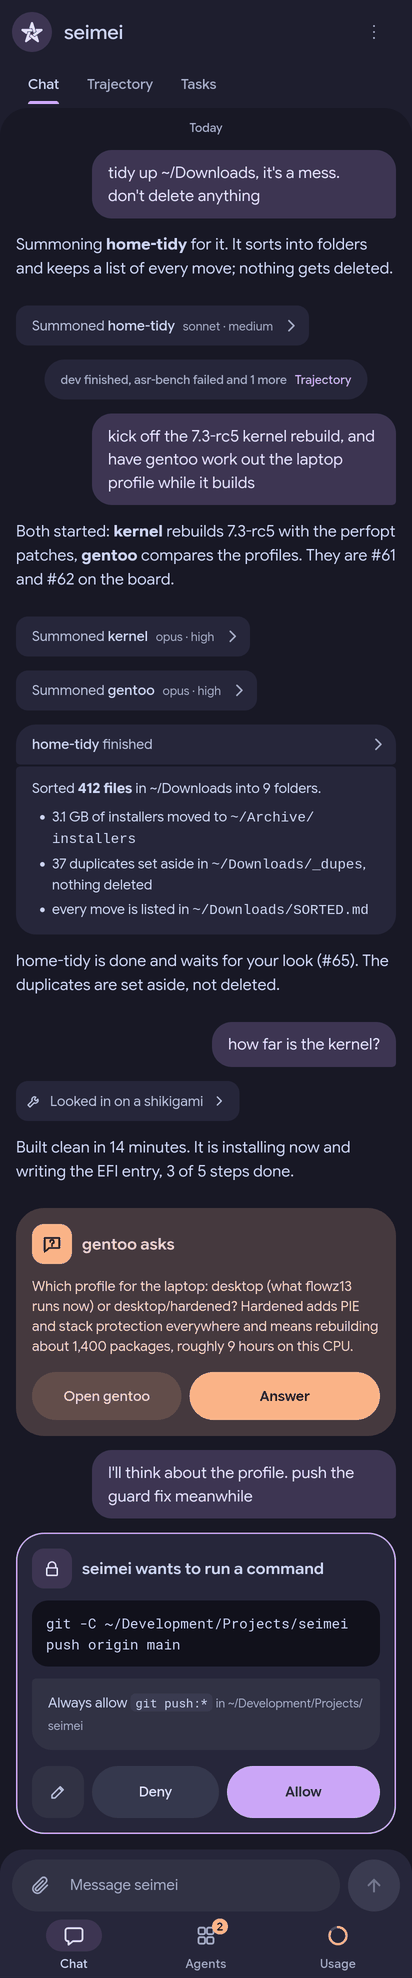 seimei
Chat Trajectory Tasks
Today
tidy up ~/Downloads, it's a mess.
don't delete anything
Summoning home-tidy for it. It sorts into folders
and keeps a list of every move; nothing gets deleted.
Summoned home-tidy sonnet · medium
dev finished, asr-bench failed and 1 more Trajectory
kick off the 7.3-rc5 kernel rebuild, and
have gentoo work out the laptop
profile while it builds
Both started: kernel rebuilds 7.3-rc5 with the perfopt
patches, gentoo compares the profiles. They are #61
and #62 on the board.
Summoned kernel opus · high
Summoned gentoo opus · high
home-tidy finished
Sorted 412 files in ~/Downloads into 9 folders.
• 3.1 GB of installers moved to ~/Archive/
installers
• 37 duplicates set aside in ~/Downloads/_dupes,
nothing deleted
• every move is listed in ~/Downloads/SORTED.md
home-tidy is done and waits for your look (#65). The
duplicates are set aside, not deleted.
how far is the kernel?
Looked in on a shikigami
Built clean in 14 minutes. It is installing now and
writing the EFI entry, 3 of 5 steps done.
gentoo asks
Which profile for the laptop: desktop (what flowz13
runs now) or desktop/hardened? Hardened adds PIE
and stack protection everywhere and means rebuilding
about 1,400 packages, roughly 9 hours on this CPU.
Open gentoo Answer
I'll think about the profile. push the
guard fix meanwhile
seimei wants to run a command
git -C ~/Development/Projects/seimei
push origin main
Always allow git push:* in ~/Development/Projects/
seimei
Deny Allow
Message seimei
2
Chat Agents Usage